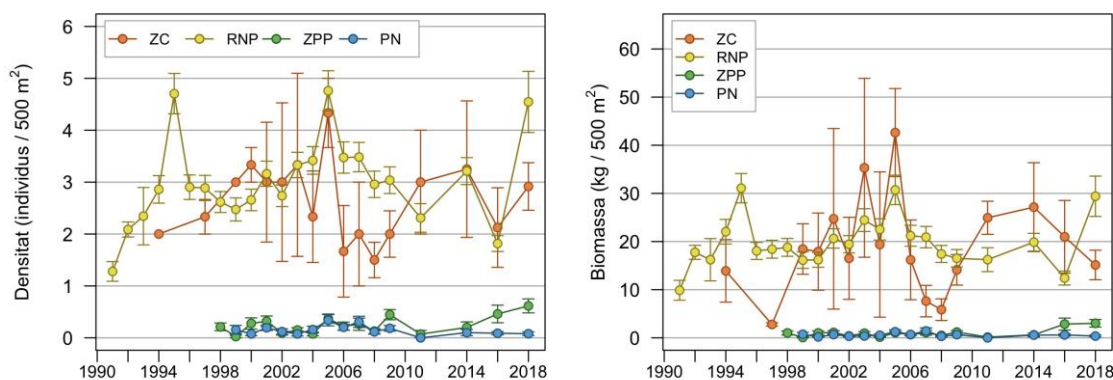 Densitat (individus / 500 m²)
6
5
4
3
2
1
0
ZC RNP ZPP PN
1990 1994 1998 2002 2006 2010 2014 2018
Biomassa (kg / 500 m²)
60
50
40
30
20
10
0
ZC
RNP
ZPP
PN
1990 1994 1998 2002 2006 2010 2014 2018